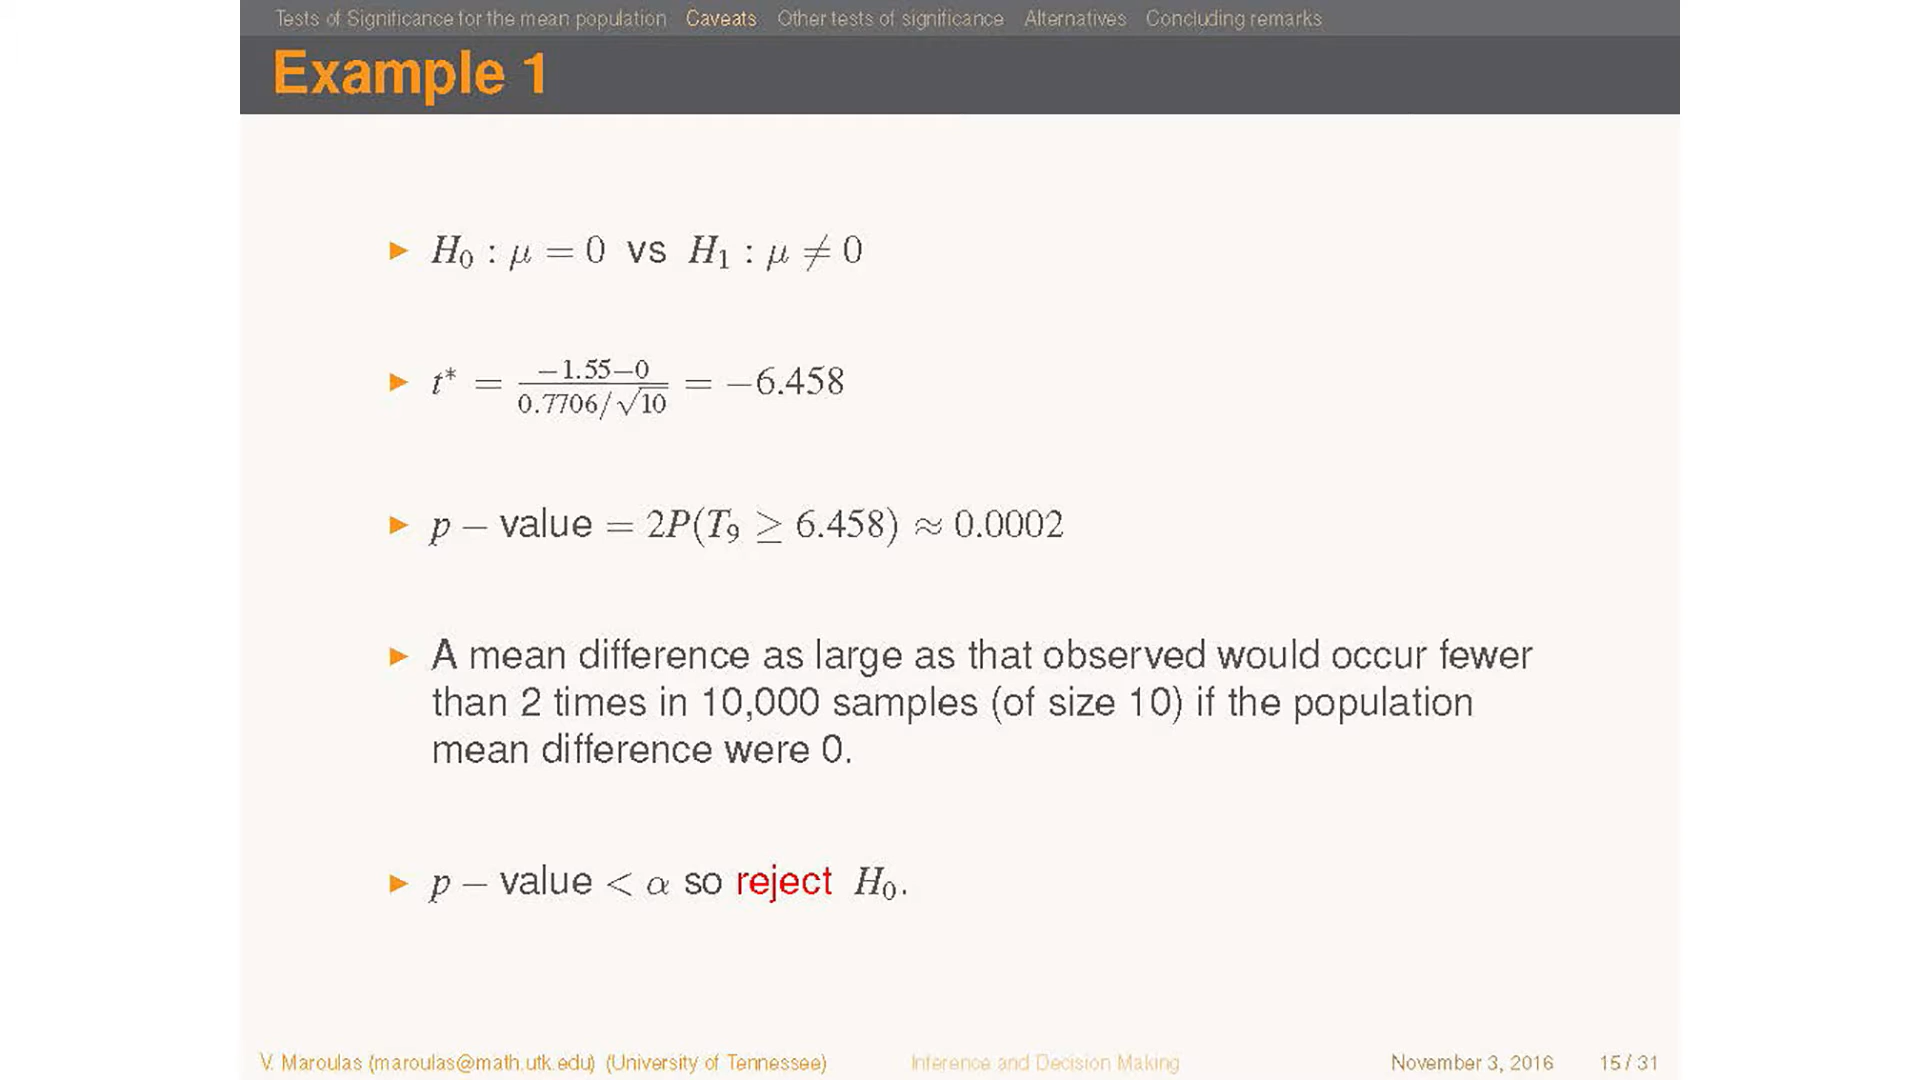 Tests of Significance for the mean population Caveats Other tests of significance Alternatives Concluding remarks
Example 1
► H₀ : μ = 0 vs H₁ : μ ≠ 0
► t* = (−1.55−0)/(0.7706/√10) = −6.458
► p − value = 2P(T₉ ≥ 6.458) ≈ 0.0002
► A mean difference as large as that observed would occur fewer
than 2 times in 10,000 samples (of size 10) if the population
mean difference were 0.
► p − value < α so reject H₀.
V. Maroulas (maroulas@math.utk.edu) (University of Tennessee) Inference and Decision Making November 3, 2016 15 / 31